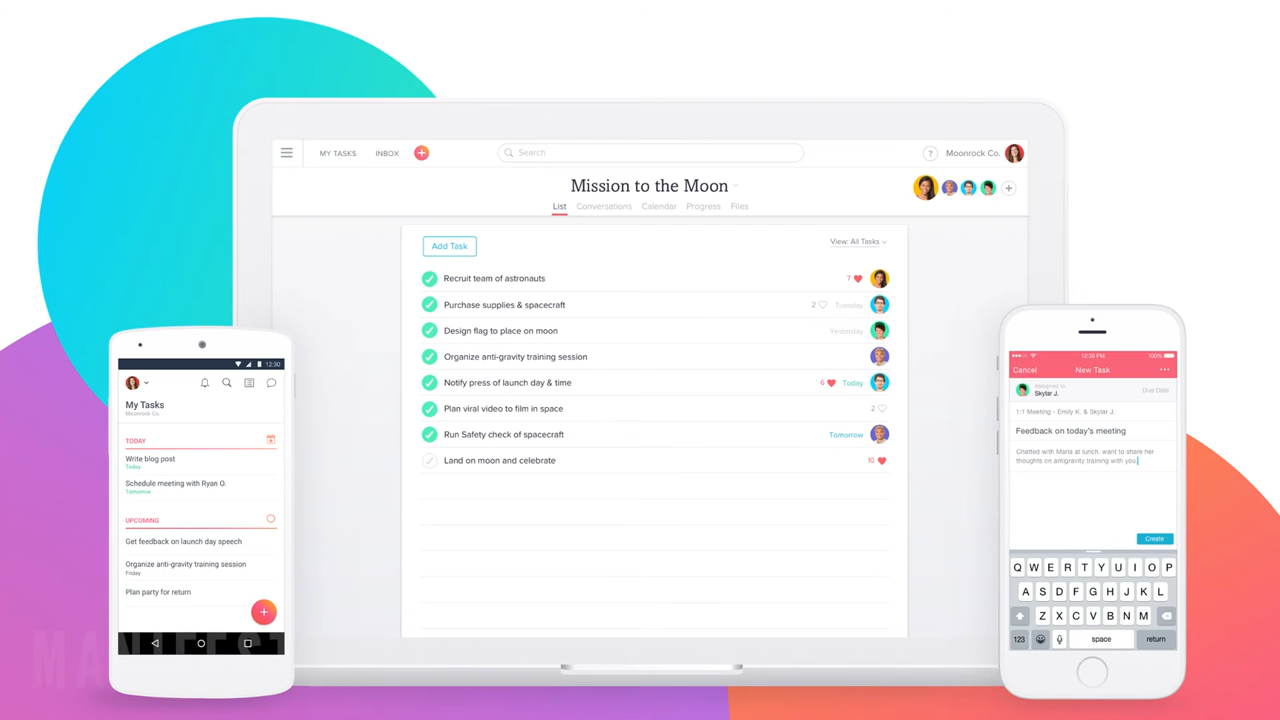 MY TASKS INBOX Search ? Moonrock Co.
Mission to the Moon
List Conversations Calendar Progress Files
Add Task View: All Tasks
Recruit team of astronauts 7
Purchase supplies & spacecraft 2 Tuesday
Design flag to place on moon Yesterday
Organize anti-gravity training session
Notify press of launch day & time 6 Today
Plan viral video to film in space 2
Run Safety check of spacecraft Tomorrow
Land on moon and celebrate 10
12:30
My Tasks
Moonrock Co.
TODAY
Write blog post
Today
Schedule meeting with Ryan O.
Tomorrow
UPCOMING
Get feedback on launch day speech
Organize anti-gravity training session
Friday
Plan party for return
MANIFEST
12:30 PM 100%
Cancel New Task
Assigned to
Skylar J. Due Date
1:1 Meeting - Emily K. & Skylar J.
Feedback on today's meeting
Chatted with Maria at lunch. want to share her
thoughts on antigravity training with you.
Create
Q W E R T Y U I O P
A S D F G H J K L
Z X C V B N M
123 space return